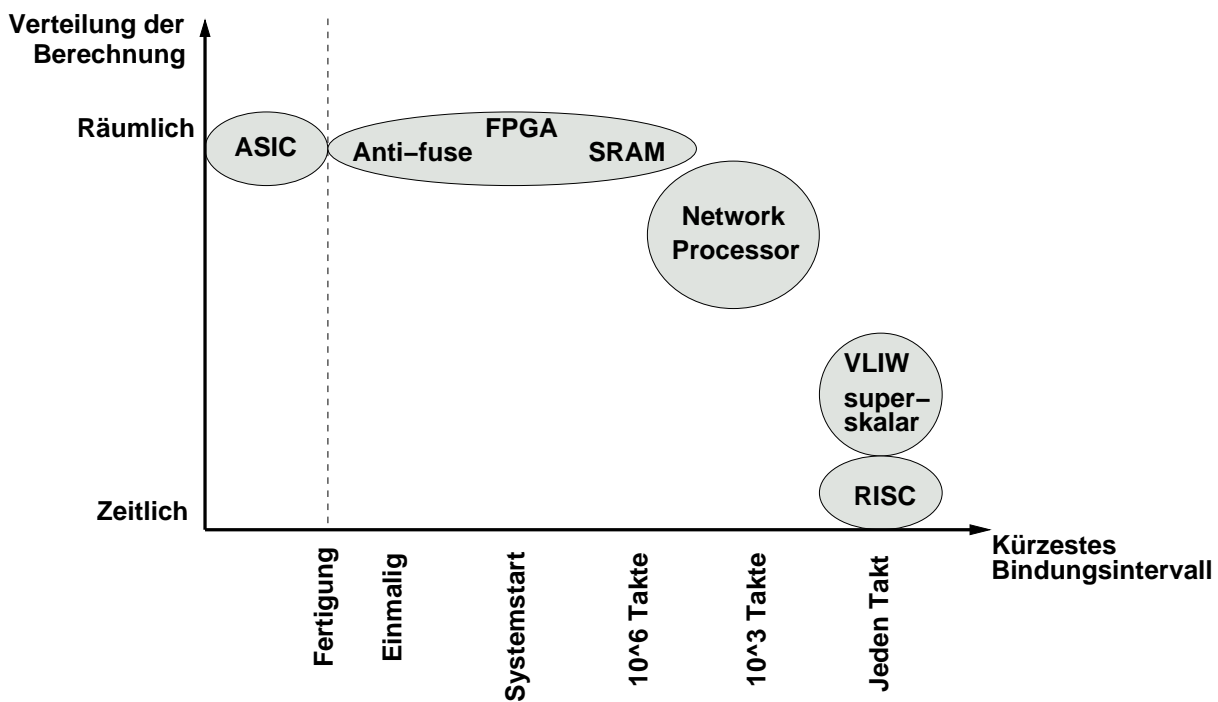 Verteilung der
Berechnung
Räumlich
ASIC
FPGA
Anti–fuse
SRAM
Network
Processor
VLIW
super–
skalar
RISC
Zeitlich
Kürzestes
Bindungsintervall
Fertigung
Einmalig
Systemstart
10^6 Takte
10^3 Takte
Jeden Takt